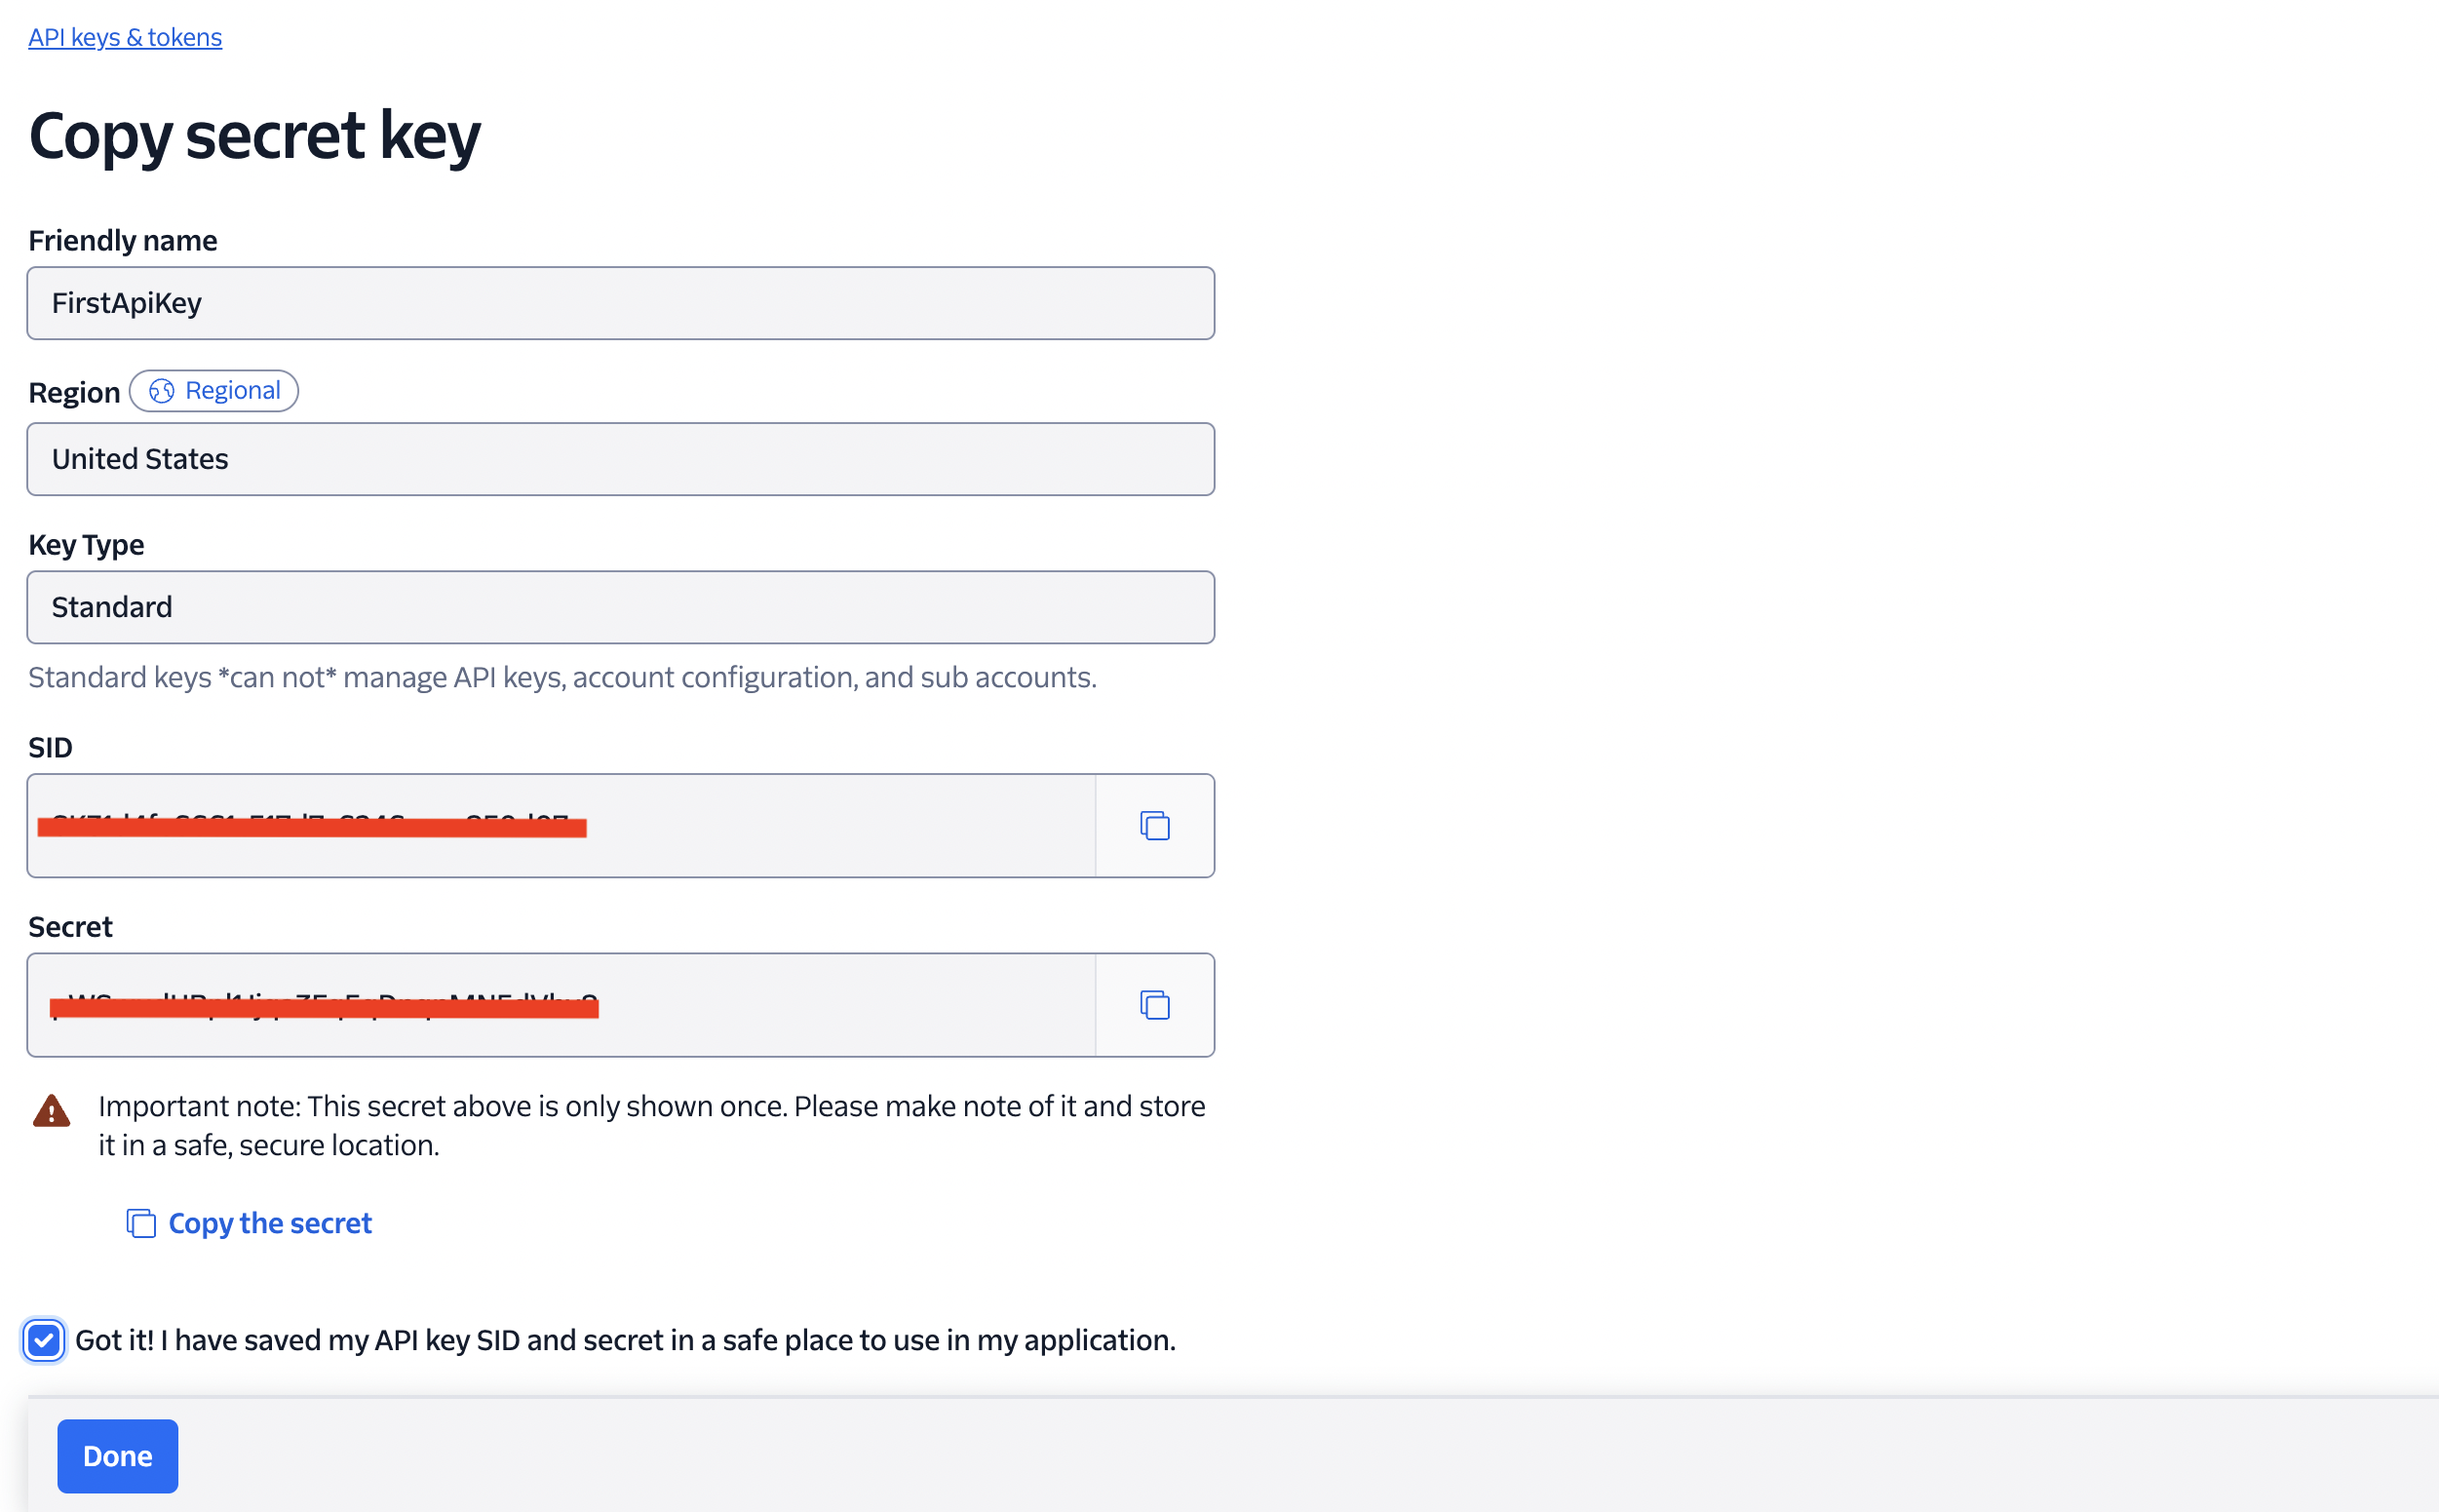 API keys & tokens
Copy secret key
Friendly name
FirstApiKey
Region Regional
United States
Key Type
Standard
Standard keys *can not* manage API keys, account configuration, and sub accounts.
SID
Secret
Important note: This secret above is only shown once. Please make note of it and store
it in a safe, secure location.
Copy the secret
Got it! I have saved my API key SID and secret in a safe place to use in my application.
Done